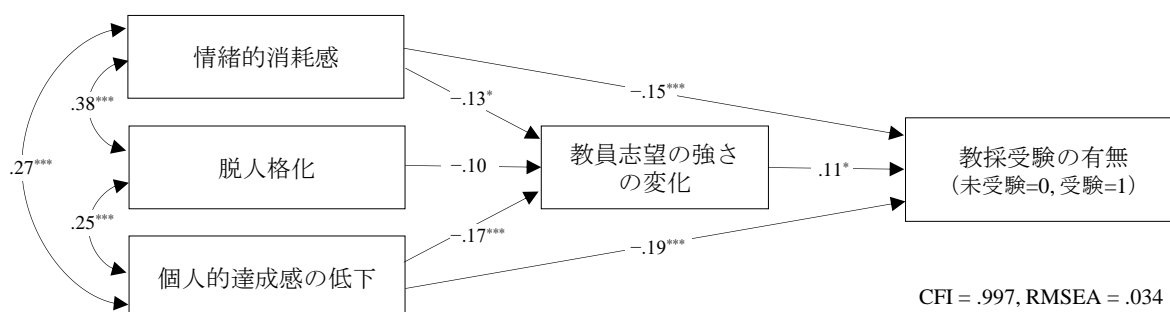 情緒的消耗感
−.13*
−.15***
.38***
.27***
脱人格化
−.10
教員志望の強さ
の変化
.11*
教採受験の有無
（未受験=0, 受験=1）
.25***
−.17***
−.19***
個人的達成感の低下
CFI = .997, RMSEA = .034